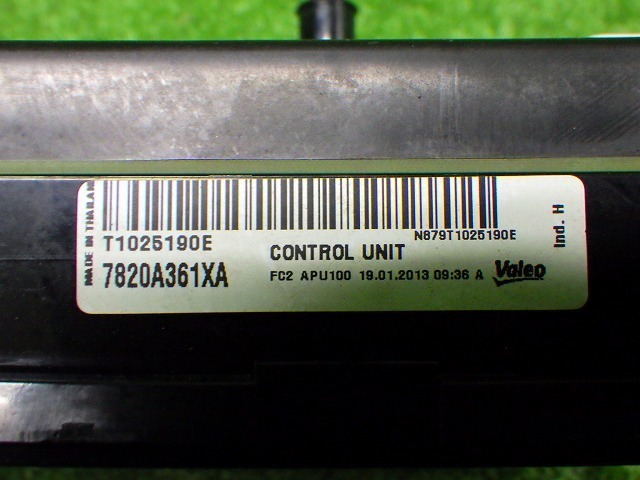 MADE IN THAILAND
T1025190E
N879T1025190E
7820A361XA
CONTROL UNIT
FC2 APU100 19.01.2013 09:36 A
Valeo
Ind. H